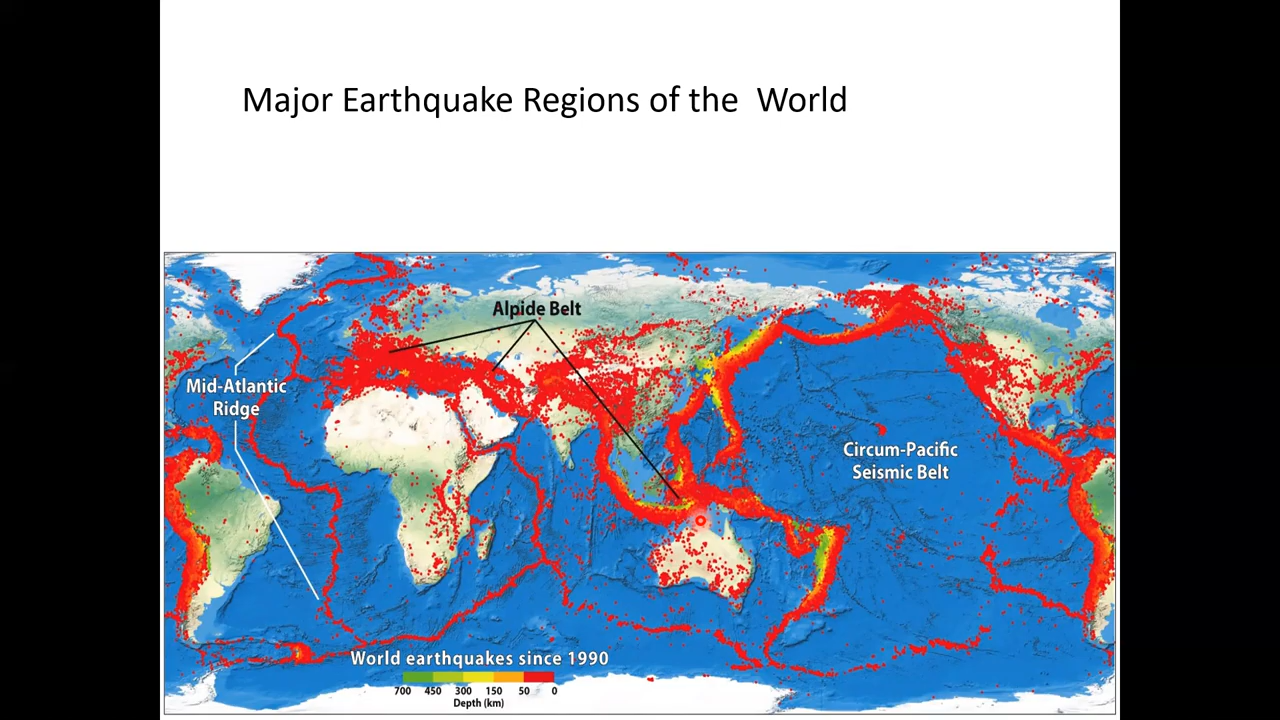 Major Earthquake Regions of the  World
Alpide Belt
Mid-Atlantic
Ridge
Circum-Pacific
Seismic Belt
World earthquakes since 1990
700 450 300 150 50 0
Depth (km)